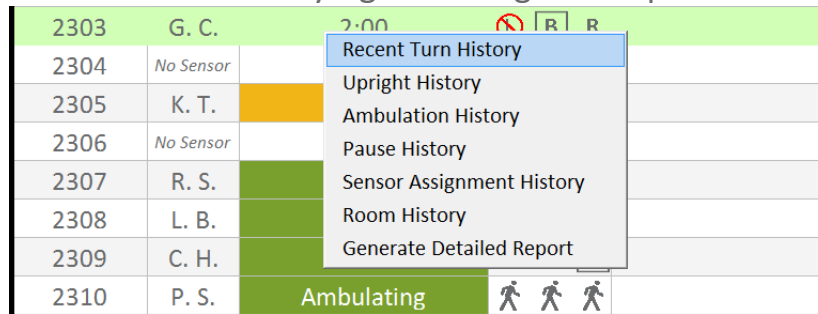 2303 G. C. 2:00 B R
Recent Turn History
2304 No Sensor
Upright History
2305 K. T.
Ambulation History
2306 No Sensor
Pause History
2307 R. S.
Sensor Assignment History
2308 L. B.
Room History
2309 C. H.
Generate Detailed Report
2310 P. S. Ambulating